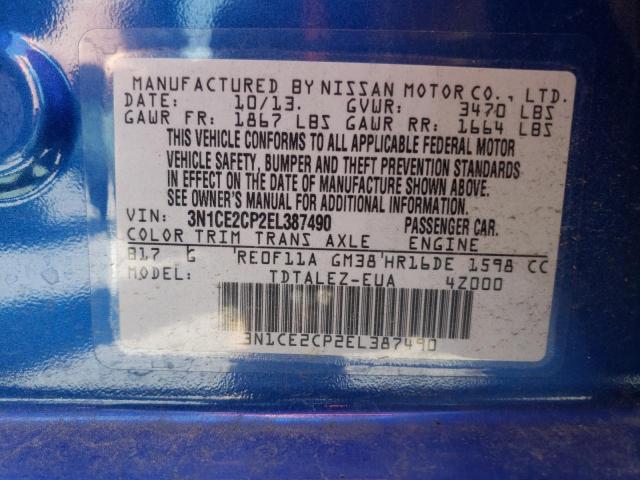 MANUFACTURED BY NISSAN MOTOR CO., LTD.
DATE: 10/13. GVWR: 3470 LBS
GAWR FR: 1867 LBS GAWR RR: 1664 LBS
THIS VEHICLE CONFORMS TO ALL APPLICABLE FEDERAL MOTOR
VEHICLE SAFETY, BUMPER AND THEFT PREVENTION STANDARDS
IN EFFECT ON THE DATE OF MANUFACTURE SHOWN ABOVE.
SEE OWNER'S MANUAL FOR ADDITIONAL INFORMATION.
VIN: 3N1CE2CP2EL387490 PASSENGER CAR.
COLOR TRIM TRANS AXLE ENGINE
B17 G RE0F11A GM38 HR16DE 1598 CC
MODEL: TDTALEZ-EUA 4Z000
3N1CE2CP2EL387490